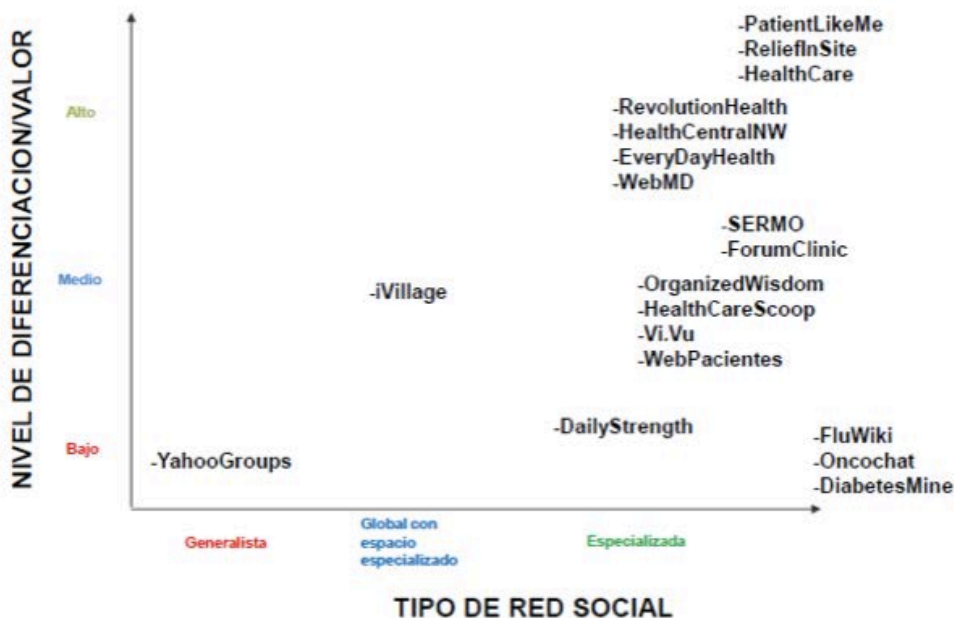 NIVEL DE DIFERENCIACION/VALOR
-PatientLikeMe
-ReliefInSite
-HealthCare
Alto
-RevolutionHealth
-HealthCentralNW
-EveryDayHealth
-WebMD
-SERMO
-ForumClinic
Medio
-iVillage
-OrganizedWisdom
-HealthCareScoop
-Vi.Vu
-WebPacientes
Bajo
-YahooGroups
-DailyStrength
-FluWiki
-Oncochat
-DiabetesMine
Generalista
Global con
espacio
especializado
Especializada
TIPO DE RED SOCIAL